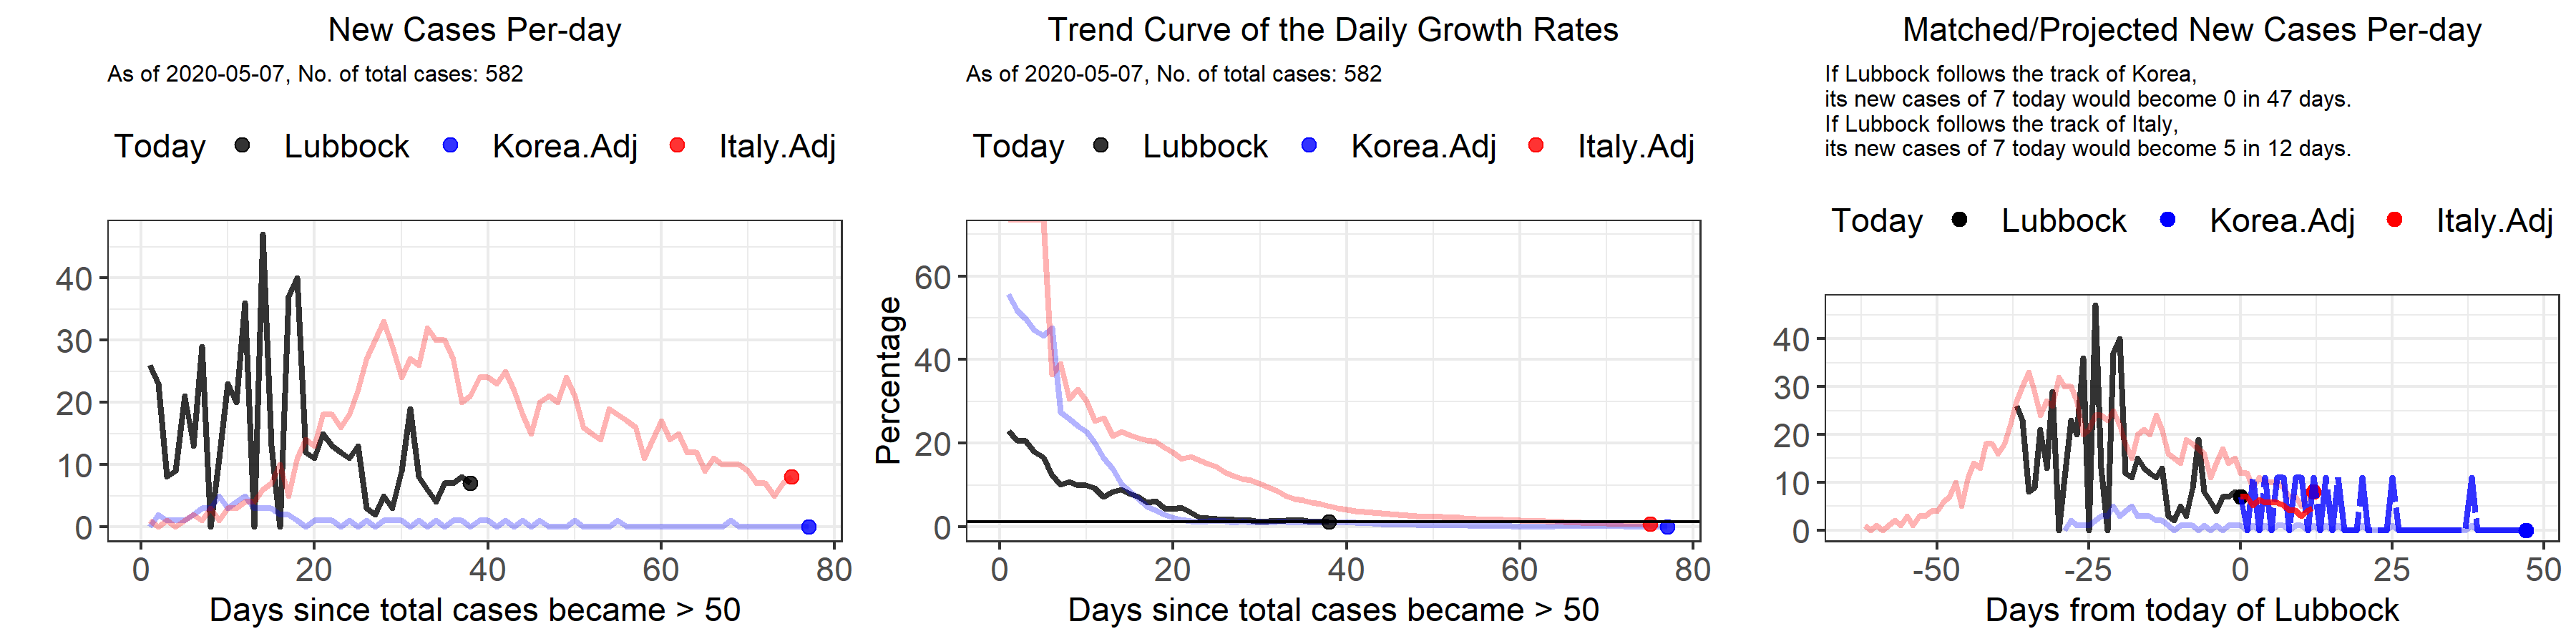 New Cases Per-day
As of 2020-05-07, No. of total cases: 582
Today Lubbock Korea.Adj Italy.Adj
40
30
20
10
0
0 20 40 60 80
Days since total cases became > 50
Trend Curve of the Daily Growth Rates
As of 2020-05-07, No. of total cases: 582
Today Lubbock Korea.Adj Italy.Adj
Percentage
60
40
20
0
0 20 40 60 80
Days since total cases became > 50
Matched/Projected New Cases Per-day
If Lubbock follows the track of Korea,
its new cases of 7 today would become 0 in 47 days.
If Lubbock follows the track of Italy,
its new cases of 7 today would become 5 in 12 days.
Today Lubbock Korea.Adj Italy.Adj
40
30
20
10
0
-50 -25 0 25 50
Days from today of Lubbock